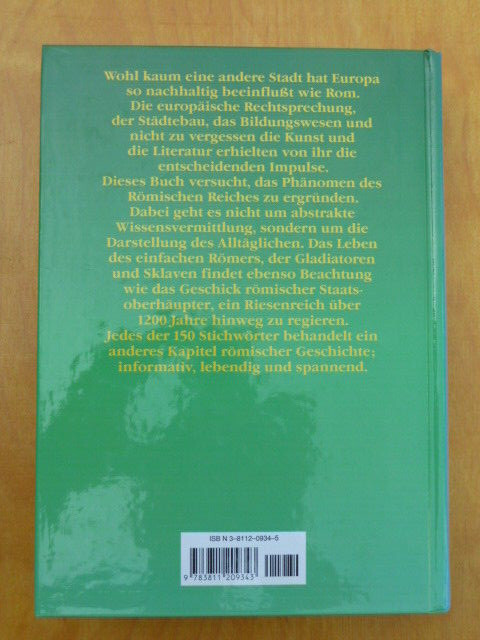 Wohl kaum eine andere Stadt hat Europa
so nachhaltig beeinflußt wie Rom.
Die europäische Rechtsprechung,
der Städtebau, das Bildungswesen und
nicht zu vergessen die Kunst und
die Literatur erhielten von ihr die
entscheidenden Impulse.
Dieses Buch versucht, das Phänomen des
Römischen Reiches zu ergründen.
Dabei geht es nicht um abstrakte
Wissensvermittlung, sondern um die
Darstellung des Alltäglichen. Das Leben
des einfachen Römers, der Gladiatoren
und Sklaven findet ebenso Beachtung
wie das Geschick römischer Staats-
oberhäupter, ein Riesenreich über
1200 Jahre hinweg zu regieren.
Jedes der 150 Stichwörter behandelt ein
anderes Kapitel römischer Geschichte;
informativ, lebendig und spannend.
ISBN 3-8112-0934-5
9 783811 209343